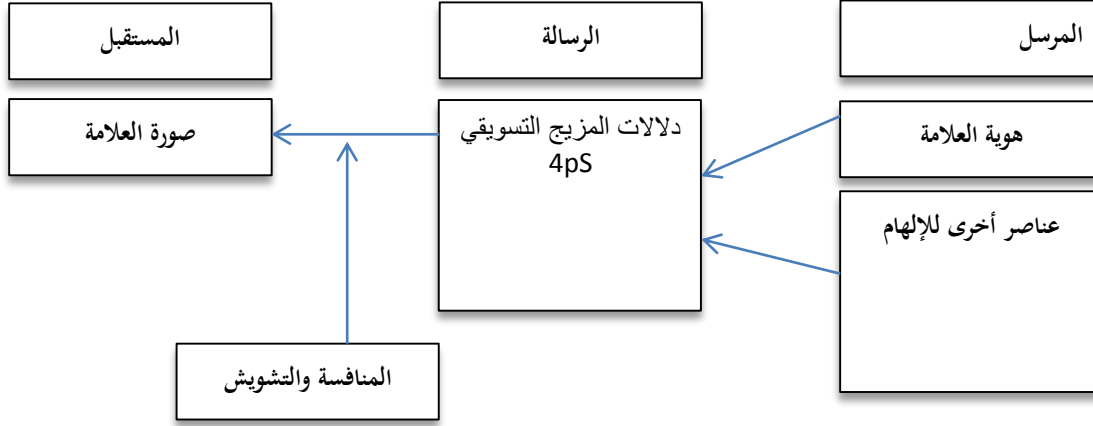 المرسل
الرسالة
المستقبل
هوية العلامة
دلالات المزيج التسويقي
4pS
صورة العلامة
عناصر أخرى للإلهام
المنافسة والتشويش